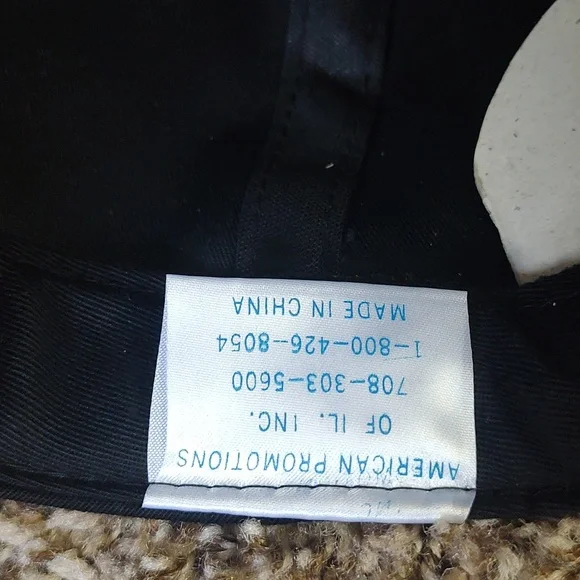 AMERICAN PROMOTIONS
OF IL. INC.
708-303-5600
1-800-426-8054
MADE IN CHINA